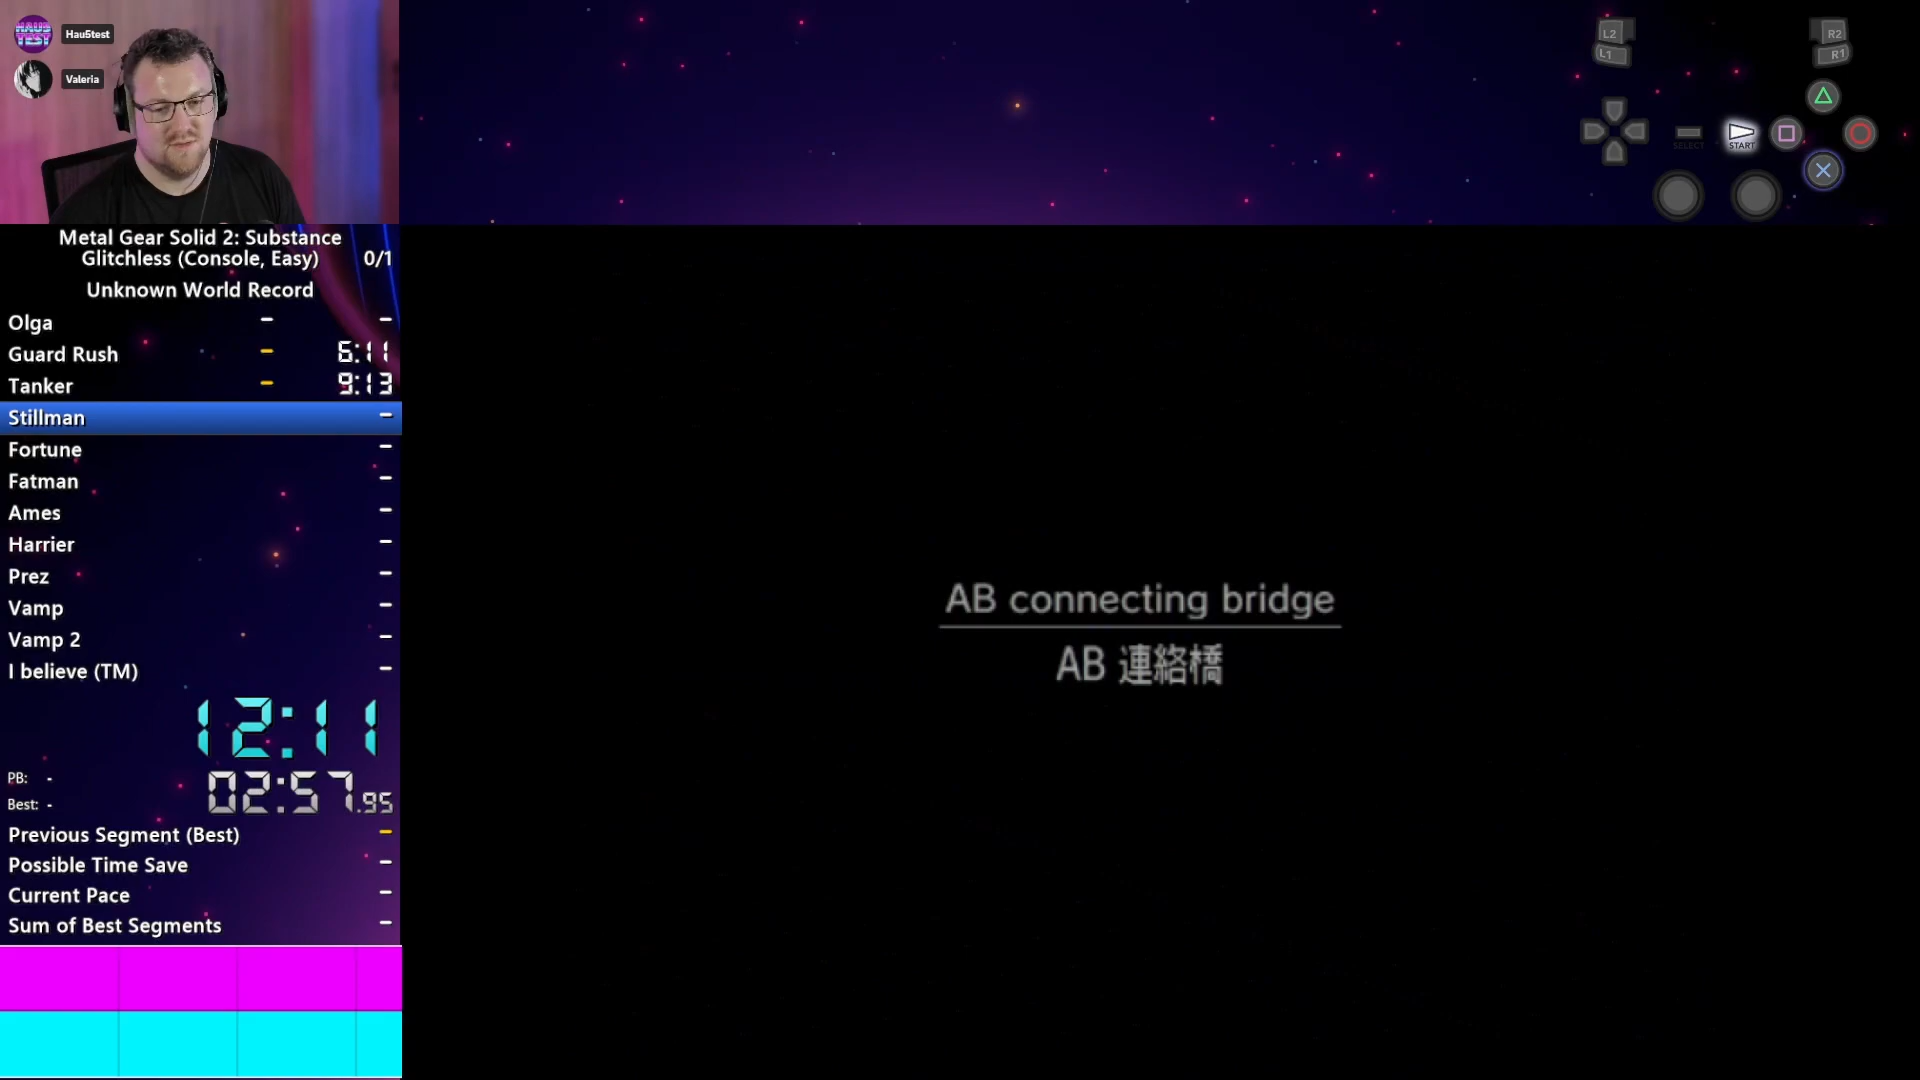 HAU5
TEST
Hau5test
Valeria
L2
L1
R2
R1
SELECT
START
Metal Gear Solid 2: Substance
Glitchless (Console, Easy) 0/1
Unknown World Record
Olga - -
Guard Rush - 6:11
Tanker - 9:13
Stillman -
Fortune -
Fatman -
Ames -
Harrier -
Prez -
Vamp -
Vamp 2 -
I believe (TM) -
12:11
PB: -
Best: -
02:57.95
Previous Segment (Best) -
Possible Time Save -
Current Pace -
Sum of Best Segments -
AB connecting bridge
AB 連絡橋